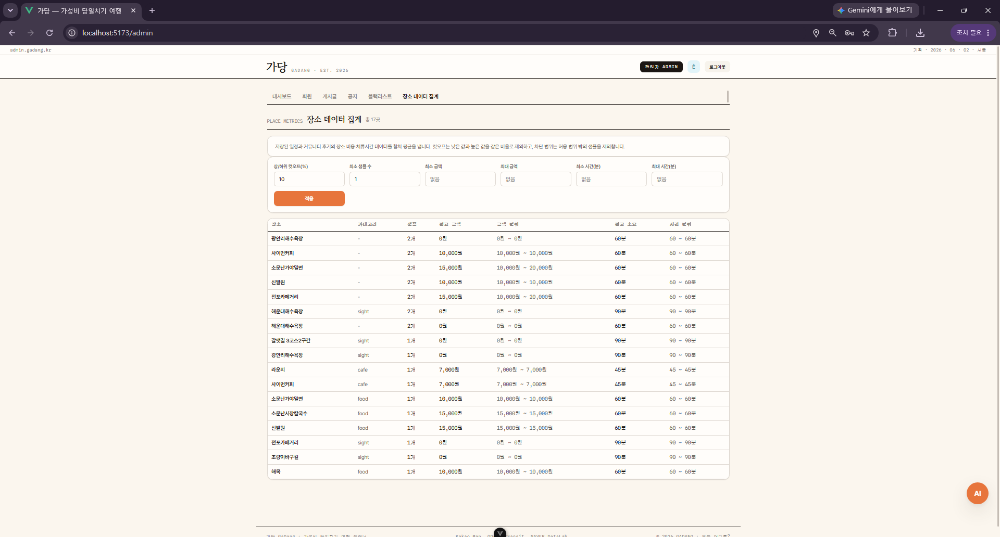 가당 — 가성비 당일치기 여행
Gemini에게 물어보기
localhost:5173/admin
조치 필요
admin.gadang.kr
기획 · 2026 · 06 · 02 · 서울
가당 GADANG · EST. 2026
관리자 ADMIN
Ê
로그아웃
대시보드 회원 게시글 공지 블랙리스트 장소 데이터 집계
PLACE METRICS 장소 데이터 집계 총 17곳
저장된 일정과 커뮤니티 후기의 장소 비용·체류시간 데이터를 합쳐 평균을 냅니다. 컷오프는 낮은 값과 높은 값을 같은 비율로 제외하고, 차단 범위는 허용 범위 밖의 샘플을 제외합니다.
상/하위 컷오프(%) 최소 샘플 수 최소 금액 최대 금액 최소 시간(분) 최대 시간(분)
10 1 없음 없음 없음 없음
적용
장소 카테고리 샘플 평균 금액 금액 범위 평균 소요 시간 범위
광안리해수욕장 - 2개 0원 0원 ~ 0원 60분 60 ~ 60분
사이먼커피 - 2개 10,000원 10,000원 ~ 10,000원 60분 60 ~ 60분
소문난가야밀면 - 2개 15,000원 10,000원 ~ 20,000원 60분 60 ~ 60분
신발원 - 2개 10,000원 10,000원 ~ 10,000원 60분 60 ~ 60분
전포카페거리 - 2개 15,000원 10,000원 ~ 20,000원 60분 60 ~ 60분
해운대해수욕장 sight 2개 0원 0원 ~ 0원 90분 90 ~ 90분
해운대해수욕장 - 2개 0원 0원 ~ 0원 60분 60 ~ 60분
갈맷길 3코스2구간 sight 1개 0원 0원 ~ 0원 90분 90 ~ 90분
광안리해수욕장 sight 1개 0원 0원 ~ 0원 90분 90 ~ 90분
라운지 cafe 1개 7,000원 7,000원 ~ 7,000원 45분 45 ~ 45분
사이먼커피 cafe 1개 7,000원 7,000원 ~ 7,000원 45분 45 ~ 45분
소문난가야밀면 food 1개 10,000원 10,000원 ~ 10,000원 60분 60 ~ 60분
소문난시장칼국수 food 1개 15,000원 15,000원 ~ 15,000원 60분 60 ~ 60분
신발원 food 1개 15,000원 15,000원 ~ 15,000원 60분 60 ~ 60분
전포카페거리 sight 1개 0원 0원 ~ 0원 90분 90 ~ 90분
초량이바구길 sight 1개 0원 0원 ~ 0원 90분 90 ~ 90분
해목 food 1개 10,000원 10,000원 ~ 10,000원 60분 60 ~ 60분
AI
가당 GaDang · 가성비 당일치기 여행 플래너
Kakao Map, NAVER DataLab
© 2026 GADANG · 오늘 어디로?